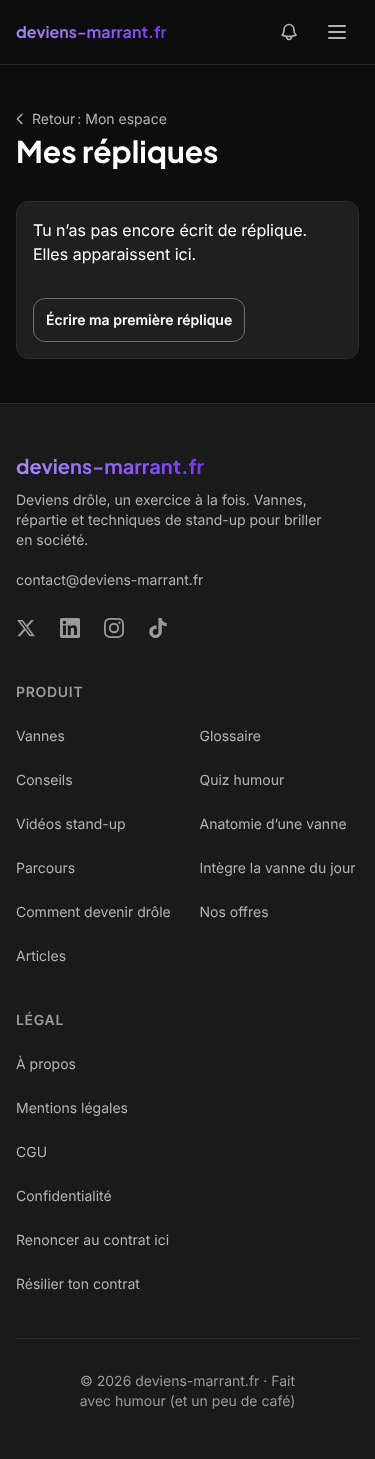 deviens-marrant.fr
Retour : Mon espace
Mes répliques
Tu n’as pas encore écrit de réplique.
Elles apparaissent ici.
Écrire ma première réplique
deviens-marrant.fr
Deviens drôle, un exercice à la fois. Vannes,
répartie et techniques de stand-up pour briller
en société.
contact@deviens-marrant.fr
PRODUIT
Vannes
Glossaire
Conseils
Quiz humour
Vidéos stand-up
Anatomie d’une vanne
Parcours
Intègre la vanne du jour
Comment devenir drôle
Nos offres
Articles
LÉGAL
À propos
Mentions légales
CGU
Confidentialité
Renoncer au contrat ici
Résilier ton contrat
© 2026 deviens-marrant.fr · Fait
avec humour (et un peu de café)